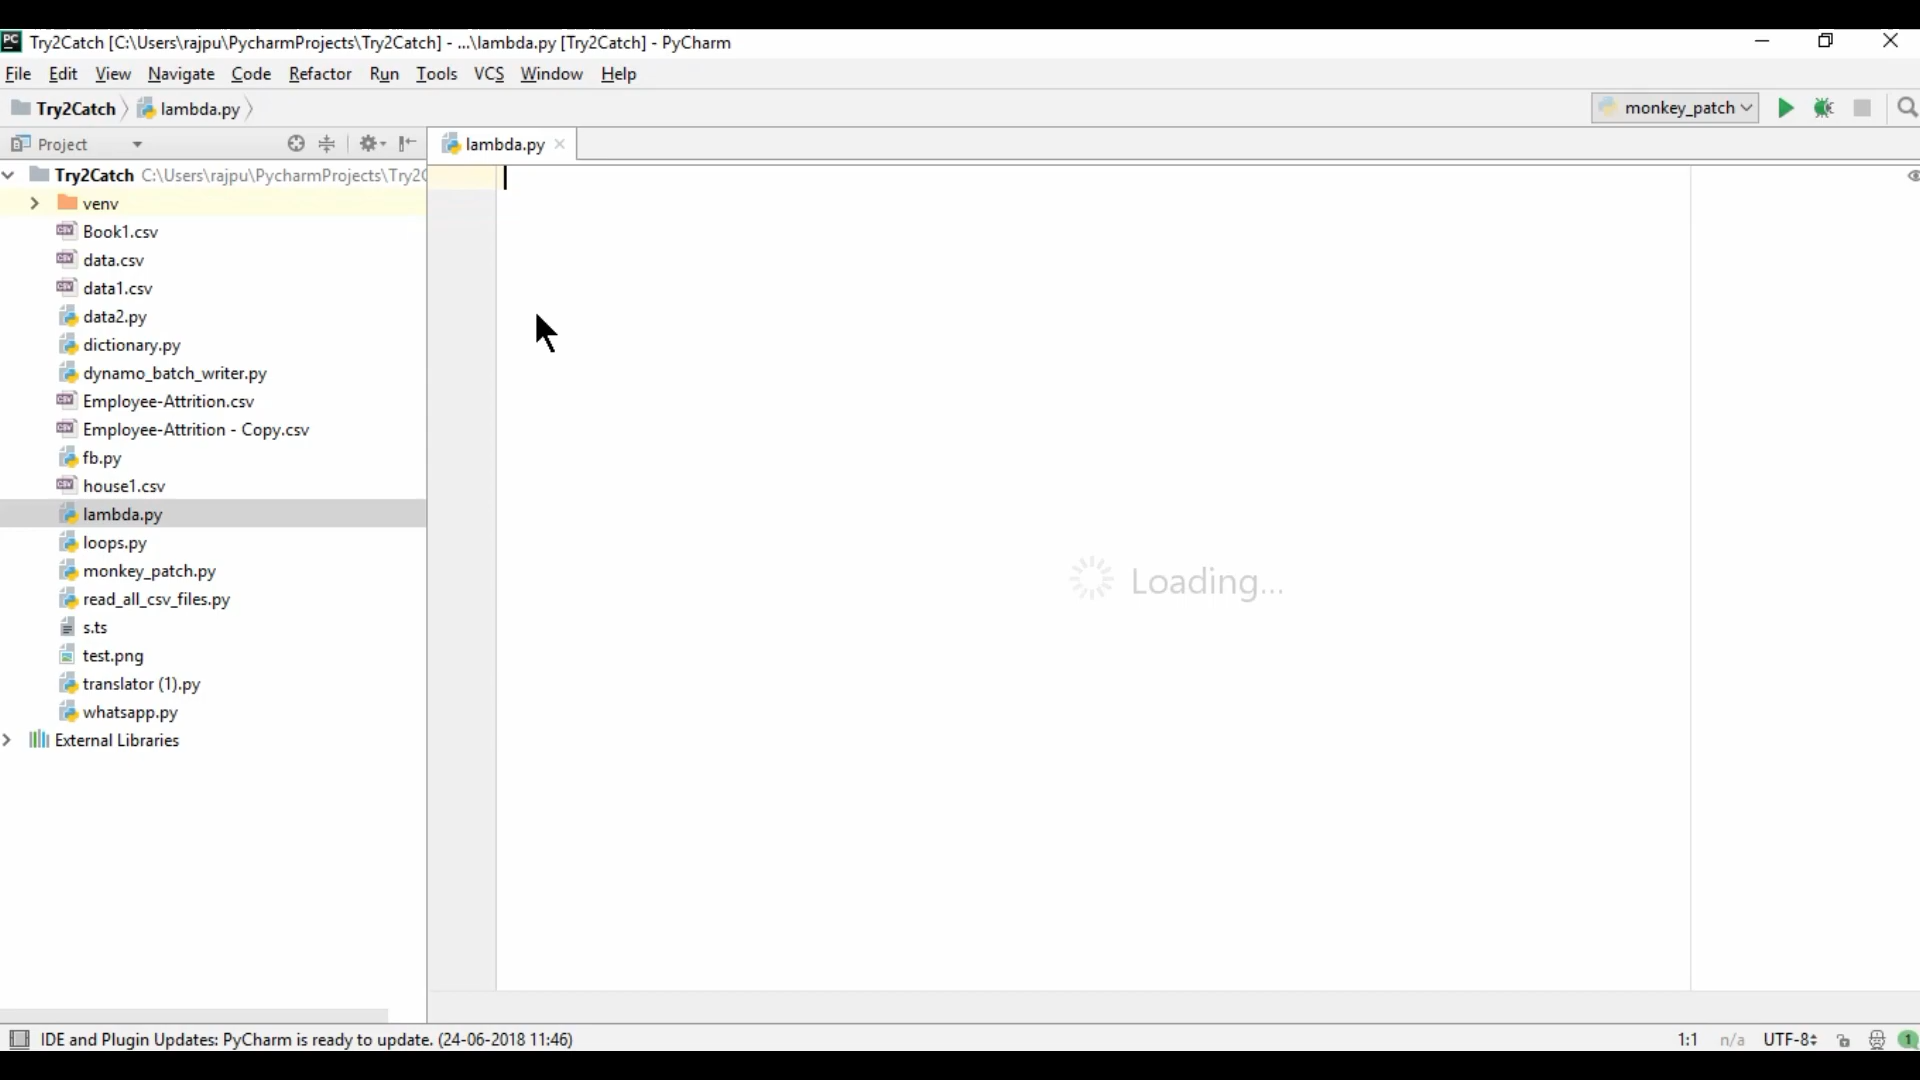 PC Try2Catch [C:\Users\rajpu\PycharmProjects\Try2Catch] - ...\lambda.py [Try2Catch] - PyCharm
File Edit View Navigate Code Refactor Run Tools VCS Window Help
Try2Catch lambda.py monkey_patch
Project lambda.py
Try2Catch C:\Users\rajpu\PycharmProjects\Try2C
venv
Book1.csv
data.csv
data1.csv
data2.py
dictionary.py
dynamo_batch_writer.py
Employee-Attrition.csv
Employee-Attrition - Copy.csv
fb.py
house1.csv
lambda.py
loops.py
Loading...
monkey_patch.py
read_all_csv_files.py
s.ts
test.png
translator (1).py
whatsapp.py
External Libraries
IDE and Plugin Updates: PyCharm is ready to update. (24-06-2018 11:46) 1:1 n/a UTF-8 1